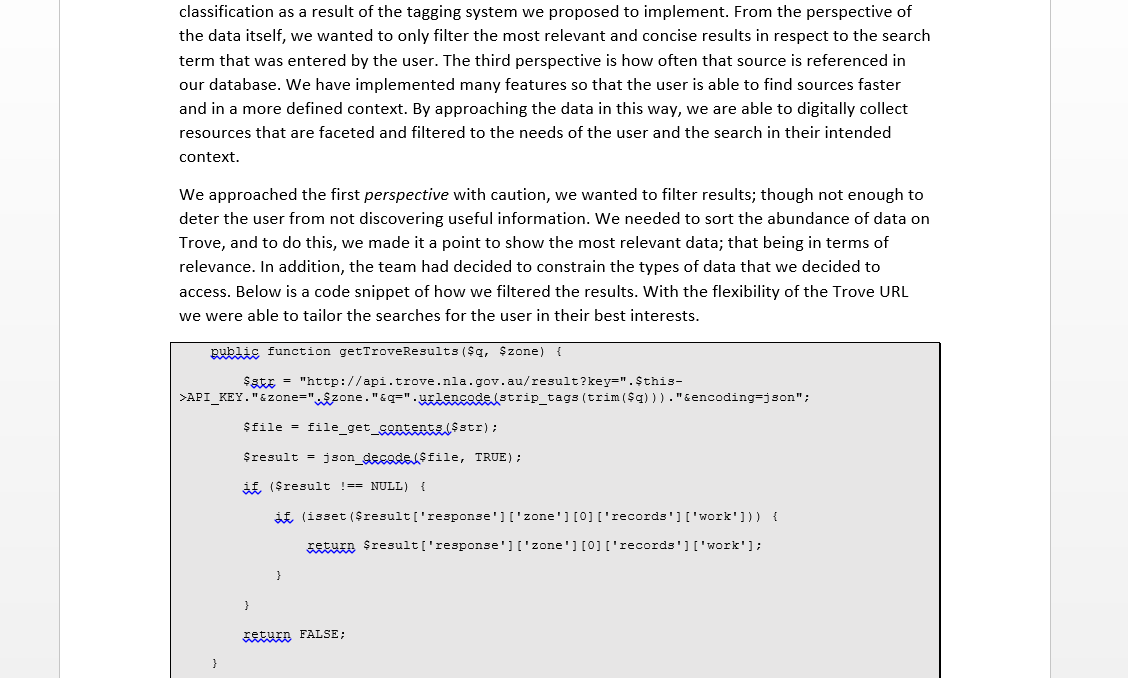 classification as a result of the tagging system we proposed to implement. From the perspective of
the data itself, we wanted to only filter the most relevant and concise results in respect to the search
term that was entered by the user. The third perspective is how often that source is referenced in
our database. We have implemented many features so that the user is able to find sources faster
and in a more defined context. By approaching the data in this way, we are able to digitally collect
resources that are faceted and filtered to the needs of the user and the search in their intended
context.
We approached the first perspective with caution, we wanted to filter results; though not enough to
deter the user from not discovering useful information. We needed to sort the abundance of data on
Trove, and to do this, we made it a point to show the most relevant data; that being in terms of
relevance. In addition, the team had decided to constrain the types of data that we decided to
access. Below is a code snippet of how we filtered the results. With the flexibility of the Trove URL
we were able to tailor the searches for the user in their best interests.
public function getTroveResults($q, $zone) {
$str = "http://api.trove.nla.gov.au/result?key=".$this-
>API_KEY."&zone=".$zone."&q=".urlencode(strip_tags(trim($q)))."&encoding=json";
$file = file_get_contents($str);
$result = json_decode($file, TRUE);
if ($result !== NULL) {
if (isset($result['response']['zone'][0]['records']['work'])) {
return $result['response']['zone'][0]['records']['work'];
}
}
return FALSE;
}